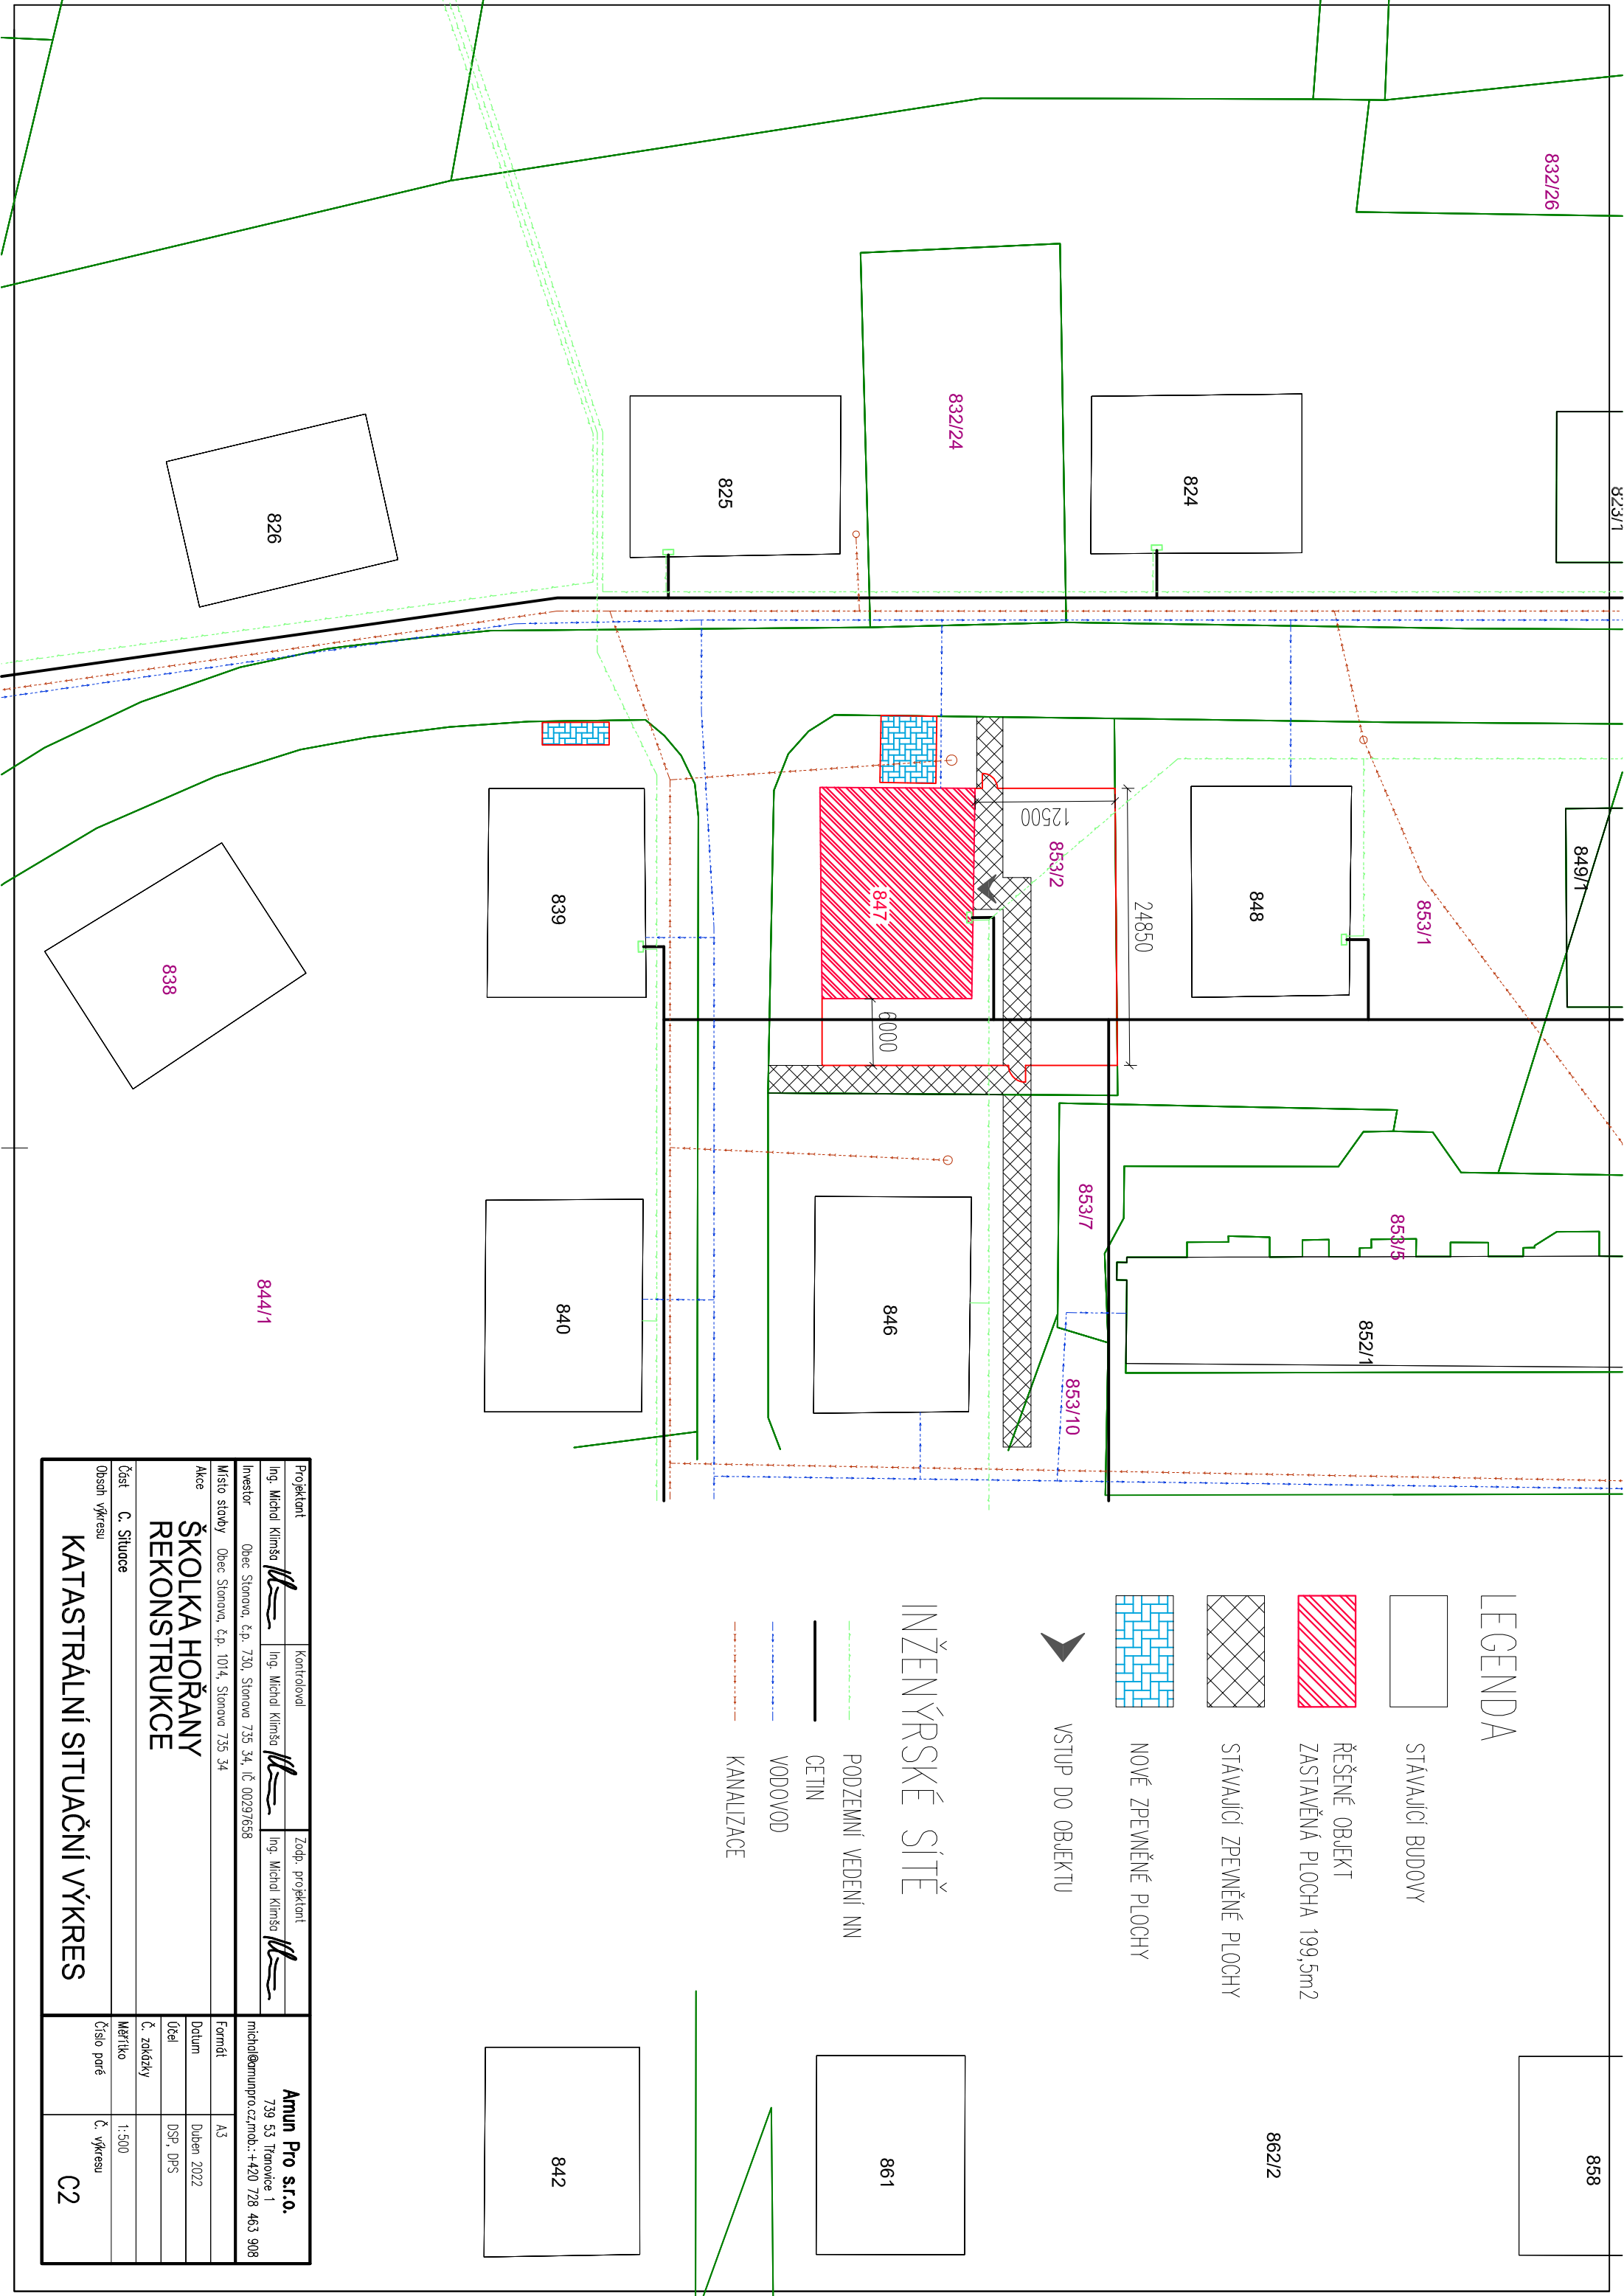 832/26
832/24
823/1
824
825
826
853/2
853/1
849/1
848
847
839
838
12500
24850
6000
853/7
853/5
852/1
853/10
846
840
844/1
862/2
858
861
842
LEGENDA
STÁVAJÍCÍ BUDOVY
ŘEŠENÉ OBJEKT
ZASTAVĚNÁ PLOCHA 199,5m2
STÁVAJÍCÍ ZPEVNĚNÉ PLOCHY
NOVÉ ZPEVNĚNÉ PLOCHY
VSTUP DO OBJEKTU
INŽENÝRSKÉ SÍTĚ
PODZEMNÍ VEDENÍ NN
CETIN
VODOVOD
KANALIZACE
Projektant Kontroloval Zodp. projektant
Ing. Michal Klimša Ing. Michal Klimša Ing. Michal Klimša
Amun Pro s.r.o.
739 53 Třanovice 1
michal@amunpro.cz,mob.:+420 728 463 908
Investor Obec Stonava, č.p. 730, Stonava 735 34, IČ 00297658
Místo stavby Obec Stonava, č.p. 1014, Stonava 735 34
Akce
ŠKOLKA HOŘANY
REKONSTRUKCE
Část C. Situace
Obsah výkresu
KATASTRÁLNÍ SITUAČNÍ VÝKRES
Formát A3
Datum Duben 2022
Účel DSP, DPS
Č. zakázky
Měřítko 1:500
Číslo paré Č. výkresu
C2